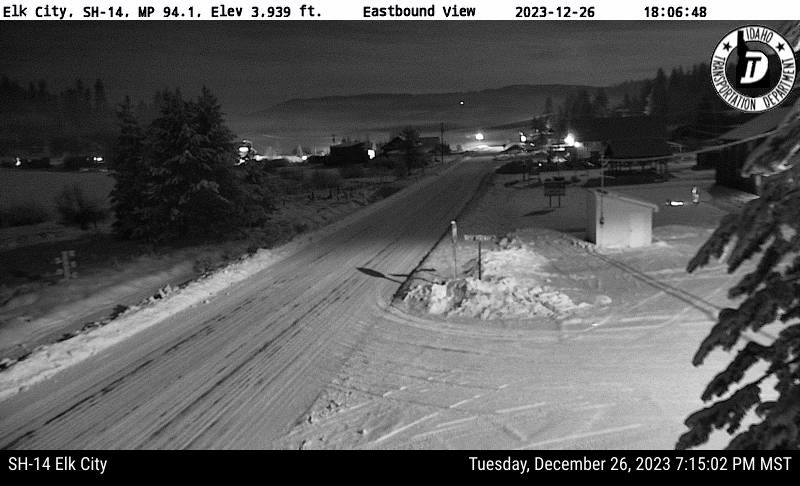 Elk City, SH-14, MP 94.1, Elev 3,939 ft. Eastbound View 2023-12-26 18:06:48
IDAHO
TRANSPORTATION DEPARTMENT
SH-14 Elk City Tuesday, December 26, 2023 7:15:02 PM MST